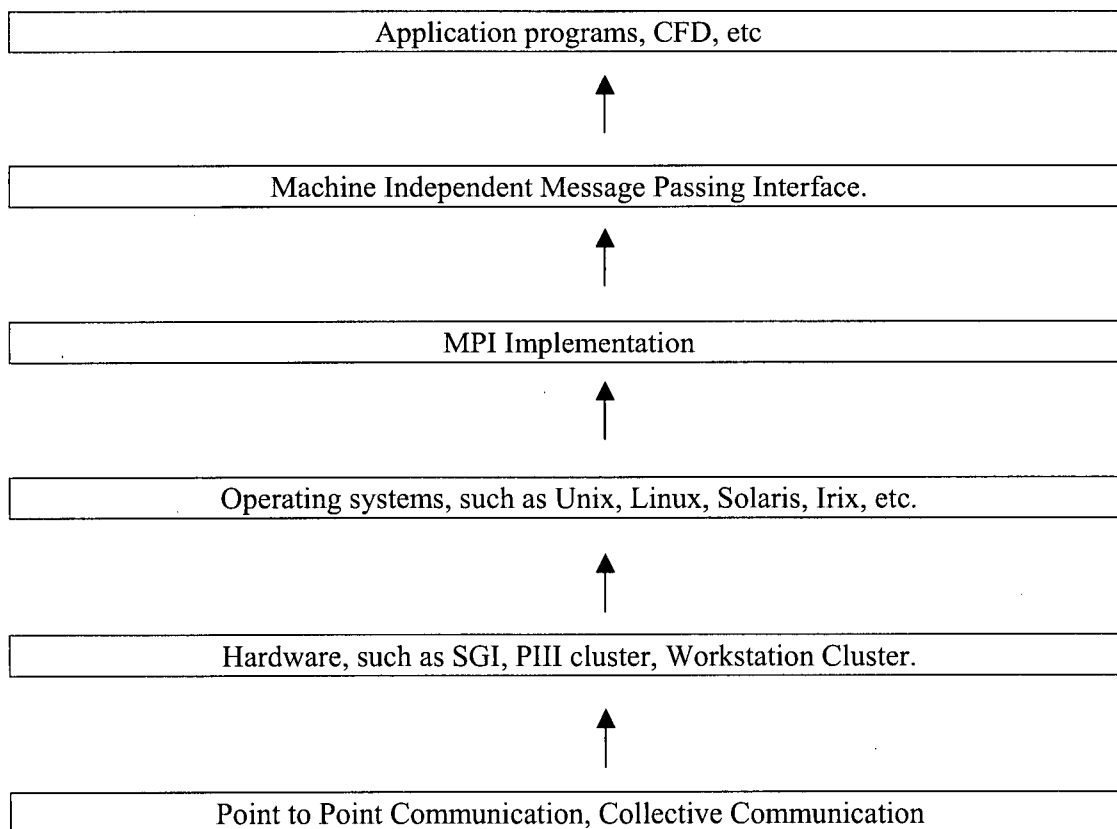 Application programs, CFD, etc
Machine Independent Message Passing Interface.
MPI Implementation
Operating systems, such as Unix, Linux, Solaris, Irix, etc.
Hardware, such as SGI, PIII cluster, Workstation Cluster.
Point to Point Communication, Collective Communication